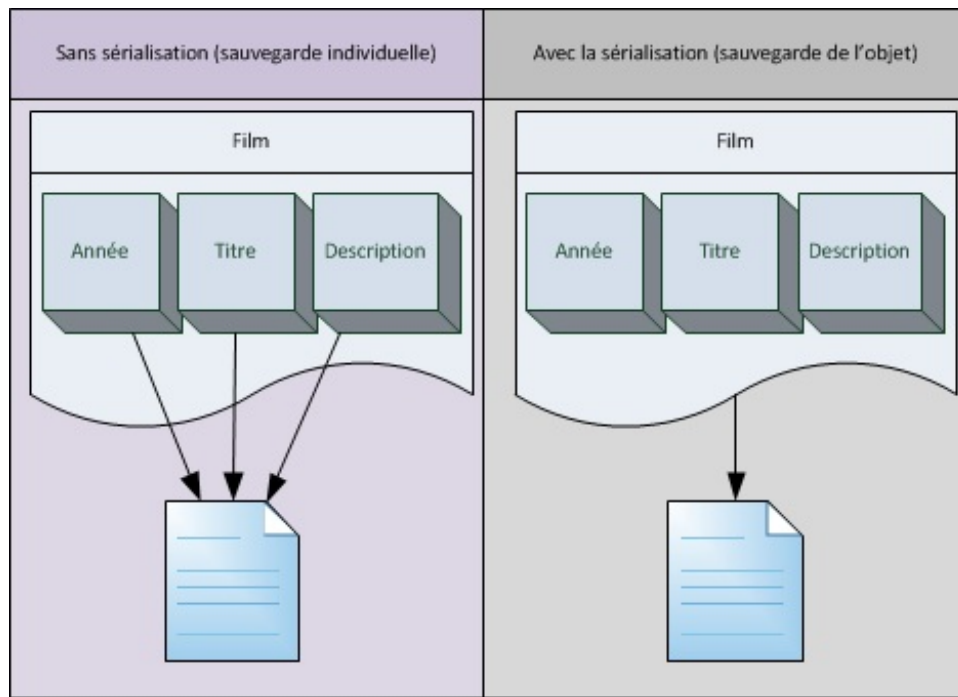 Sans sérialisation (sauvegarde individuelle)
Avec la sérialisation (sauvegarde de l'objet)
Film
Année
Titre
Description
Film
Année
Titre
Description